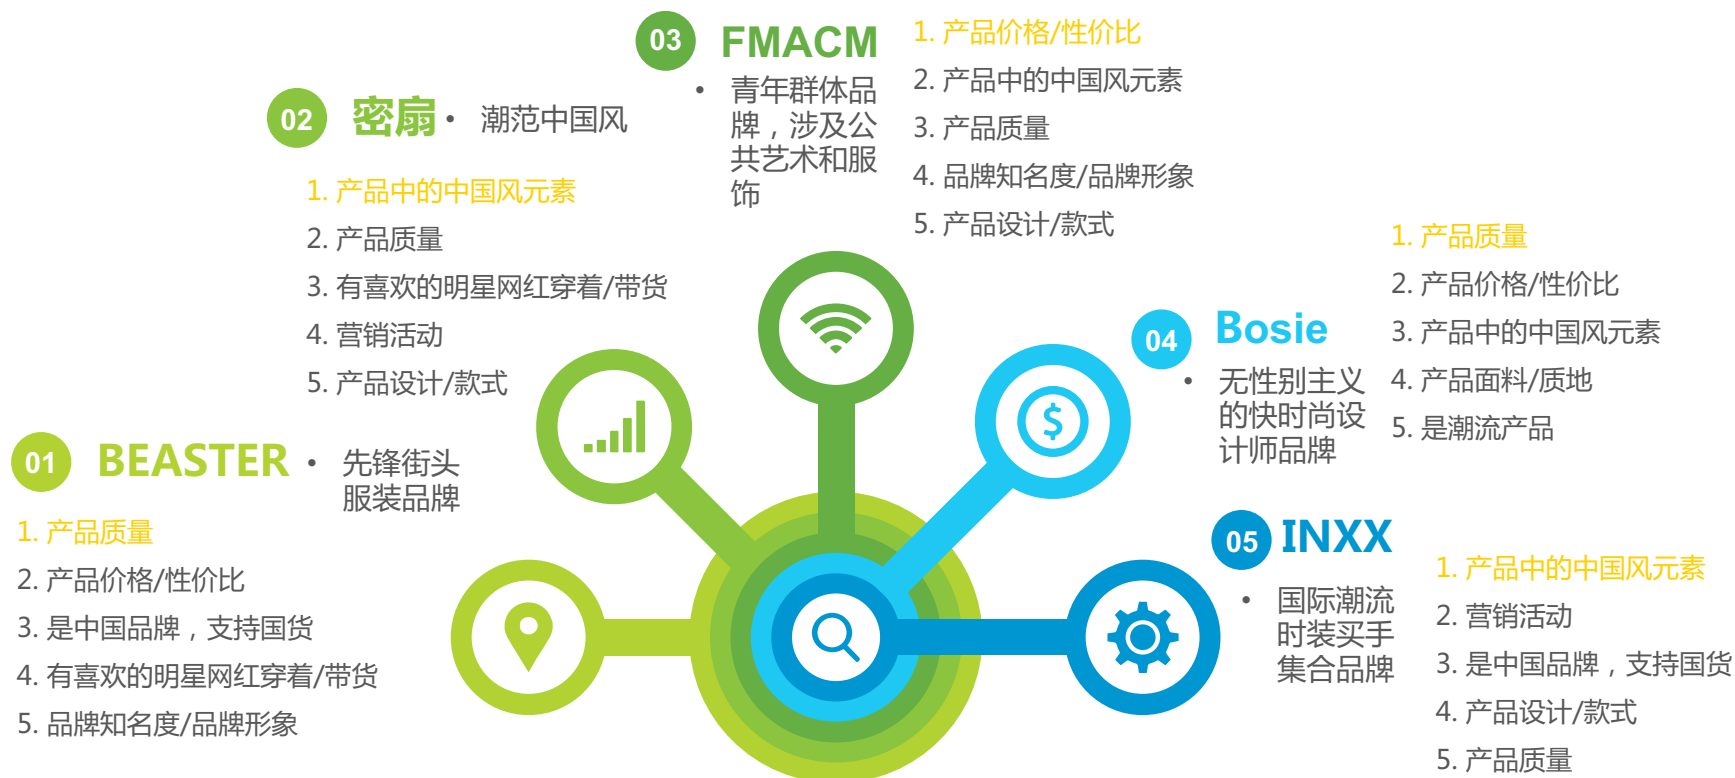 01
BEASTER
• 先锋街头
服装品牌
1. 产品质量
2. 产品价格/性价比
3. 是中国品牌，支持国货
4. 有喜欢的明星网红穿着/带货
5. 品牌知名度/品牌形象
02
密扇
• 潮范中国风
1. 产品中的中国风元素
2. 产品质量
3. 有喜欢的明星网红穿着/带货
4. 营销活动
5. 产品设计/款式
03
FMACM
• 青年群体品
牌，涉及公
共艺术和服
饰
1. 产品价格/性价比
2. 产品中的中国风元素
3. 产品质量
4. 品牌知名度/品牌形象
5. 产品设计/款式
04
Bosie
• 无性别主义
的快时尚设
计师品牌
1. 产品质量
2. 产品价格/性价比
3. 产品中的中国风元素
4. 产品面料/质地
5. 是潮流产品
05
INXX
• 国际潮流
时装买手
集合品牌
1. 产品中的中国风元素
2. 营销活动
3. 是中国品牌，支持国货
4. 产品设计/款式
5. 产品质量
$